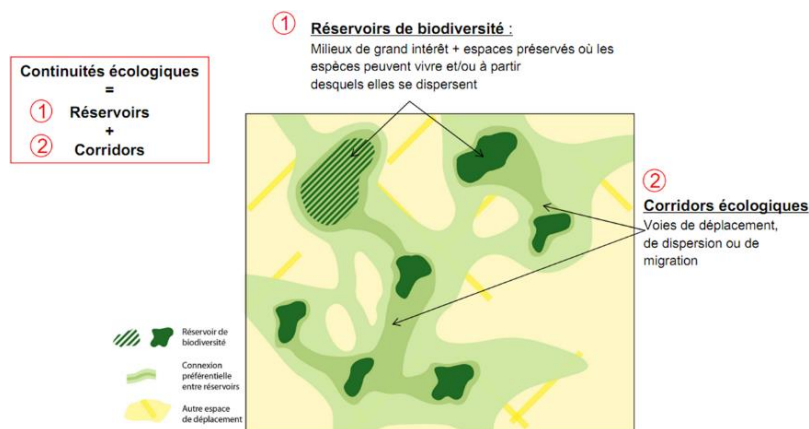 ① Réservoirs de biodiversité :
Milieux de grand intérêt + espaces préservés où les
espèces peuvent vivre et/ou à partir
desquels elles se dispersent
Continuités écologiques
=
① Réservoirs
+
② Corridors
②
Corridors écologiques
Voies de déplacement,
de dispersion ou de
migration
Réservoir de
biodiversité
Connexion
préférentielle
entre réservoirs
Autre espace
de déplacement